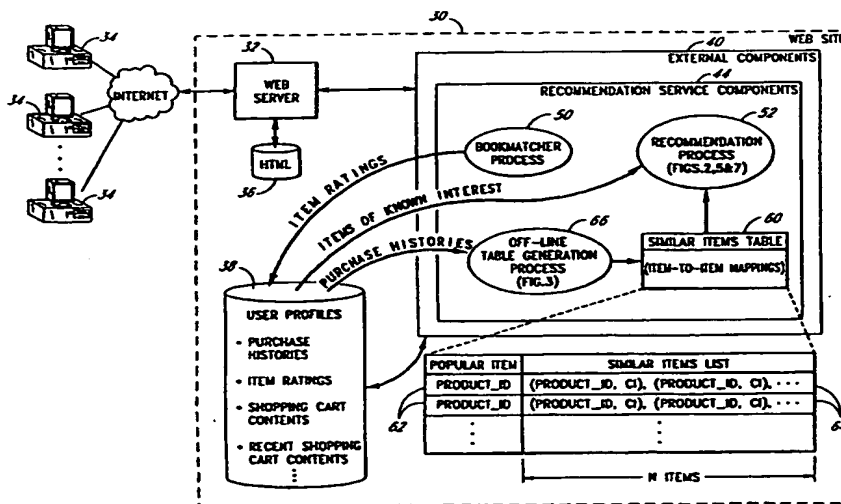 30
WEB SITE
34
32
40
EXTERNAL COMPONENTS
44
RECOMMENDATION SERVICE COMPONENTS
WEB
SERVER
INTERNET
34
HTML
36
50
BOOKMATCHER
PROCESS
52
RECOMMENDATION
PROCESS
(FIGS.2,5&7)
34
ITEM RATINGS
ITEMS OF KNOWN INTEREST
PURCHASE HISTORIES
66
OFF-LINE
TABLE GENERATION
PROCESS
(FIG.3)
60
SIMILAR ITEMS TABLE
(ITEM-TO-ITEM MAPPINGS)
38
USER PROFILES
• PURCHASE
HISTORIES
• ITEM RATINGS
• SHOPPING CART
CONTENTS
• RECENT SHOPPING
CART CONTENTS
⋮
POPULAR ITEM SIMILAR ITEMS LIST
PRODUCT_ID (PRODUCT_ID, CI), (PRODUCT_ID, CI), ···
PRODUCT_ID (PRODUCT_ID, CI), (PRODUCT_ID, CI), ···
62
⋮ ⋮
N ITEMS